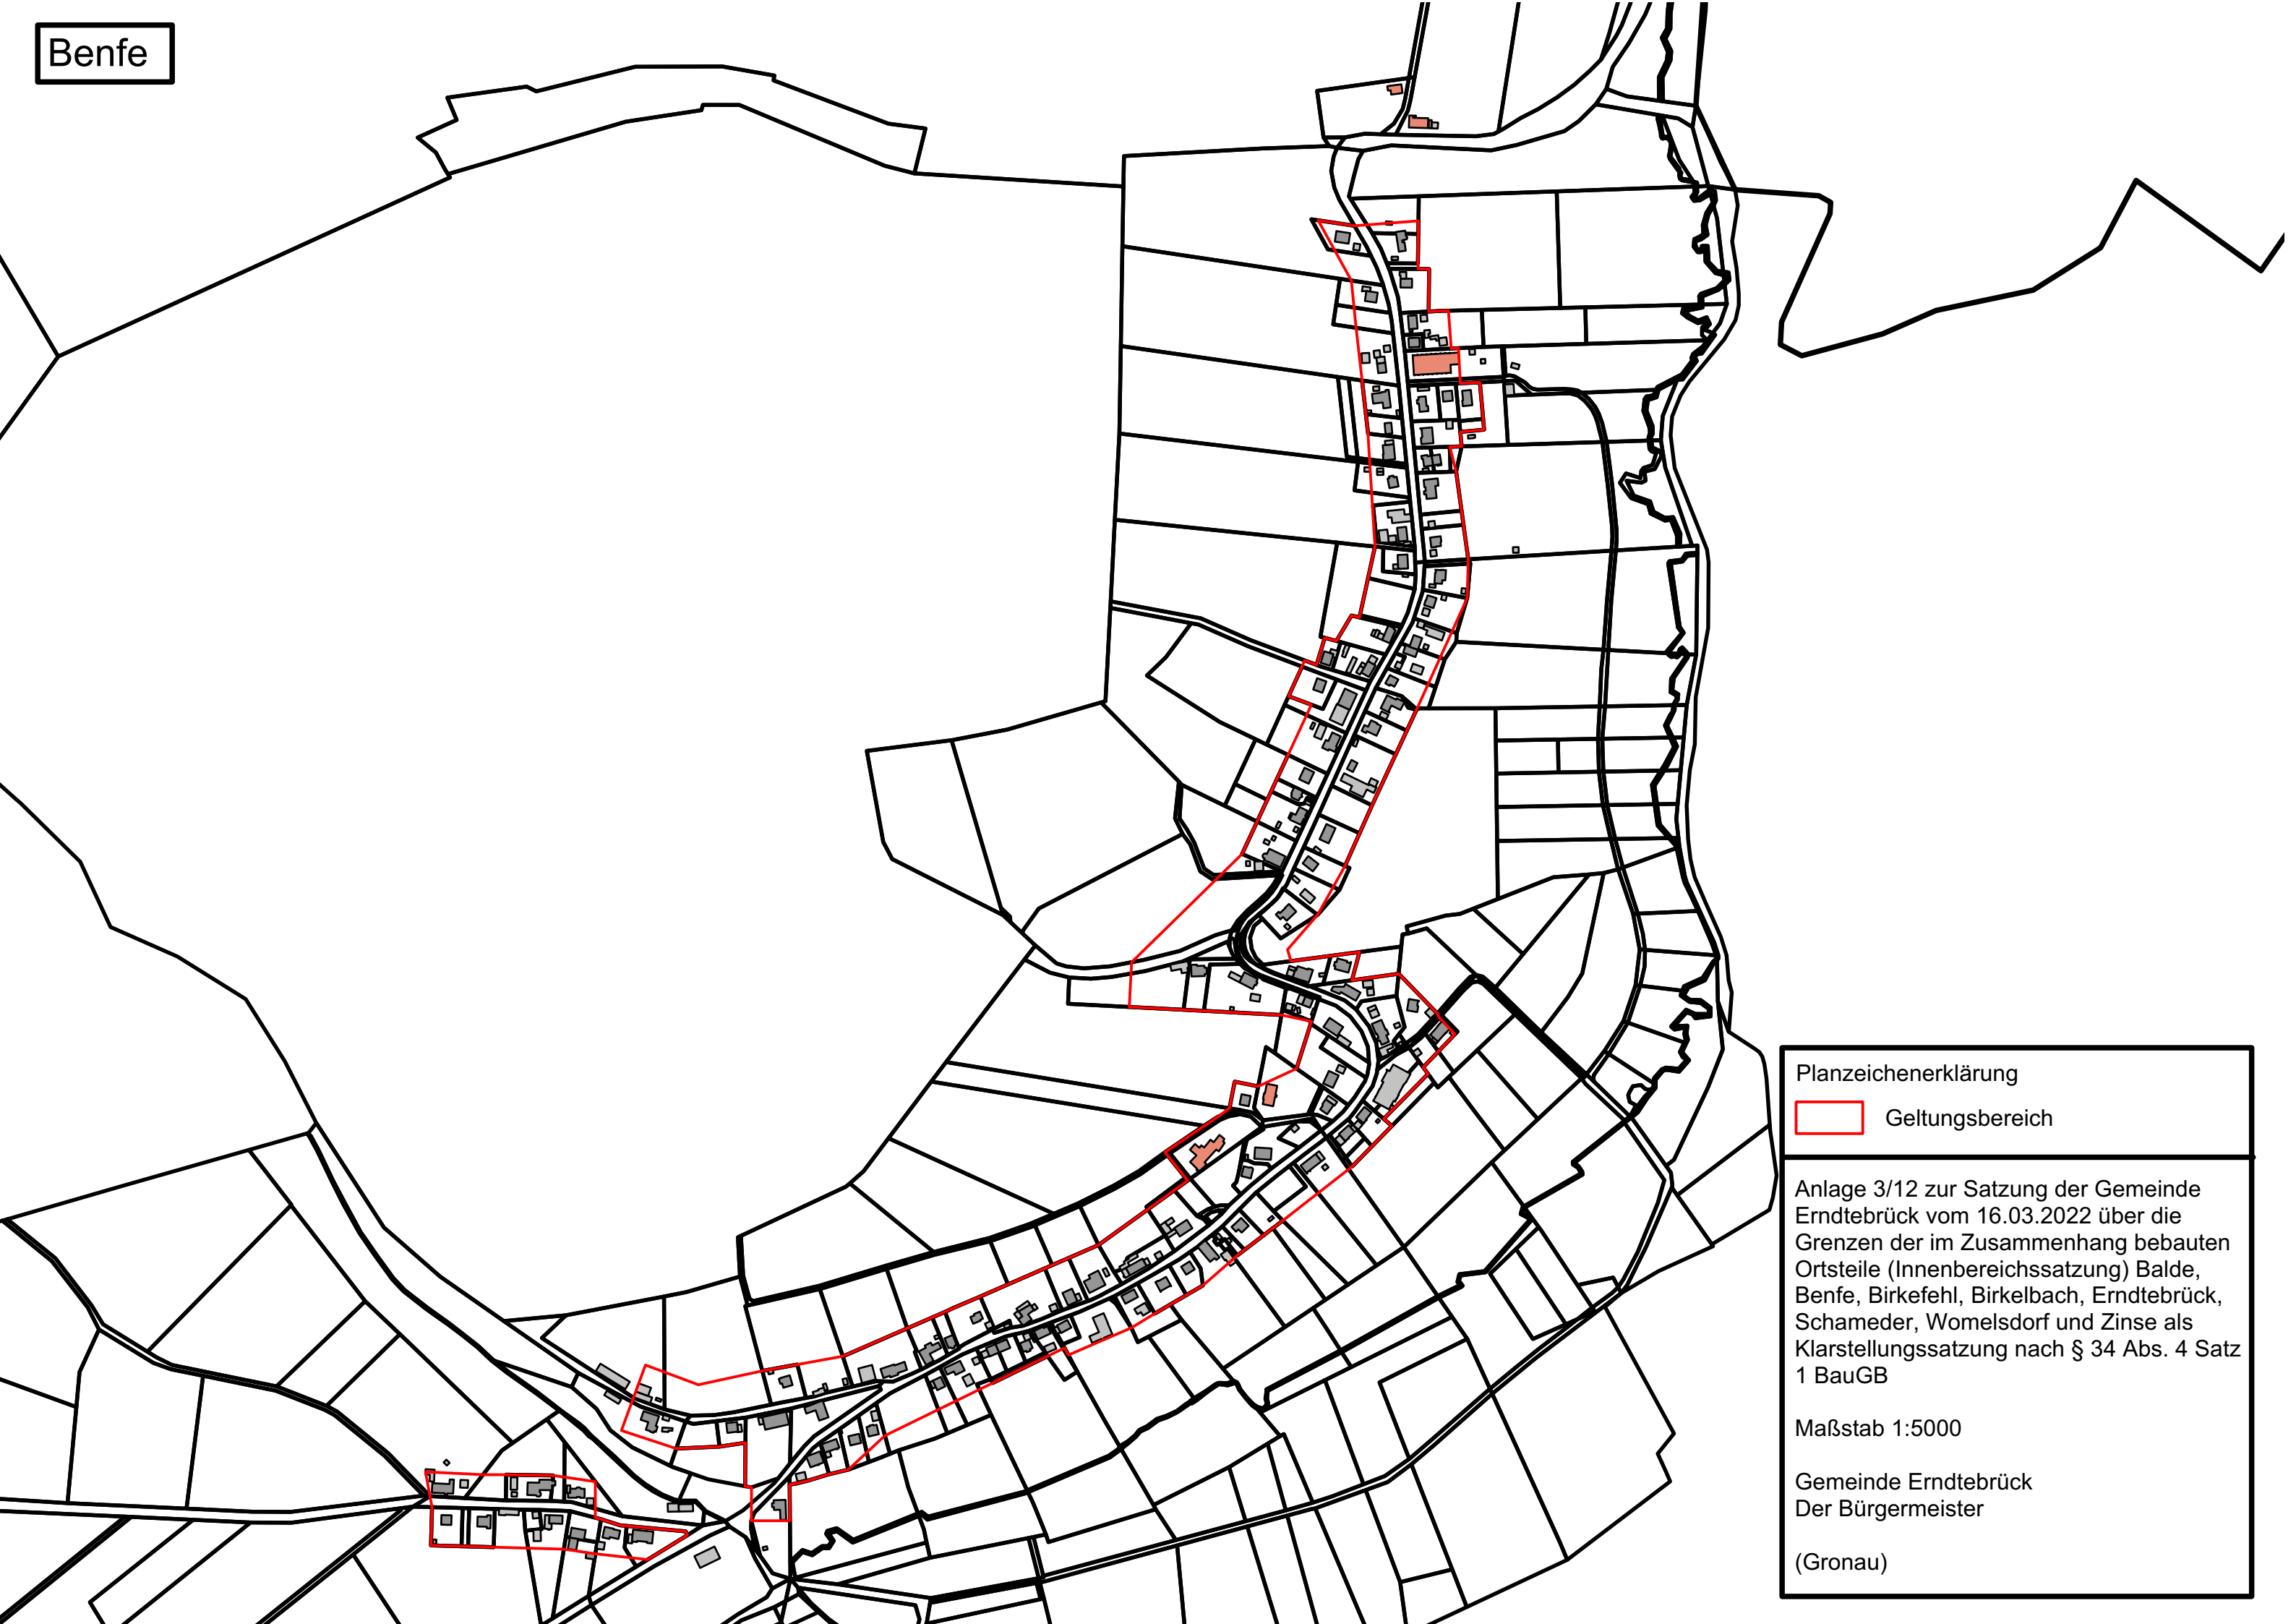 Benfe
Planzeichenerklärung
Geltungsbereich
Anlage 3/12 zur Satzung der Gemeinde
Erndtebrück vom 16.03.2022 über die
Grenzen der im Zusammenhang bebauten
Ortsteile (Innenbereichssatzung) Balde,
Benfe, Birkefehl, Birkelbach, Erndtebrück,
Schameder, Womelsdorf und Zinse als
Klarstellungssatzung nach § 34 Abs. 4 Satz
1 BauGB
Maßstab 1:5000
Gemeinde Erndtebrück
Der Bürgermeister
(Gronau)